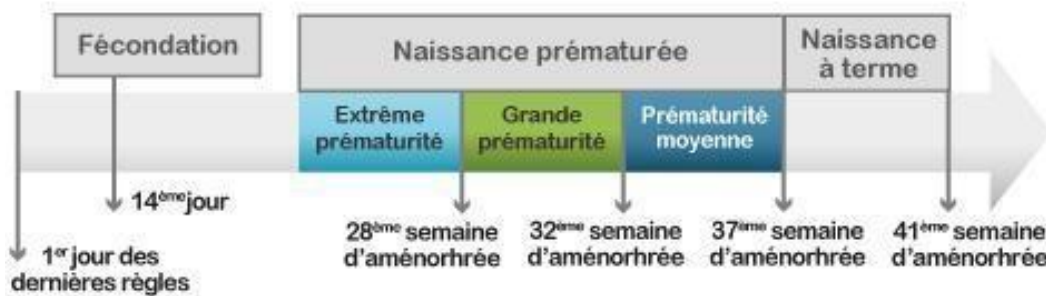 Fécondation
Naissance prématurée
Naissance
à terme
Extrême
prématurité
Grande
prématurité
Prématurité
moyenne
14ème jour
1er jour des
dernières règles
28ème semaine
d'aménorhrée
32ème semaine
d'aménorhrée
37ème semaine
d'aménorhrée
41ème semaine
d'aménorhrée